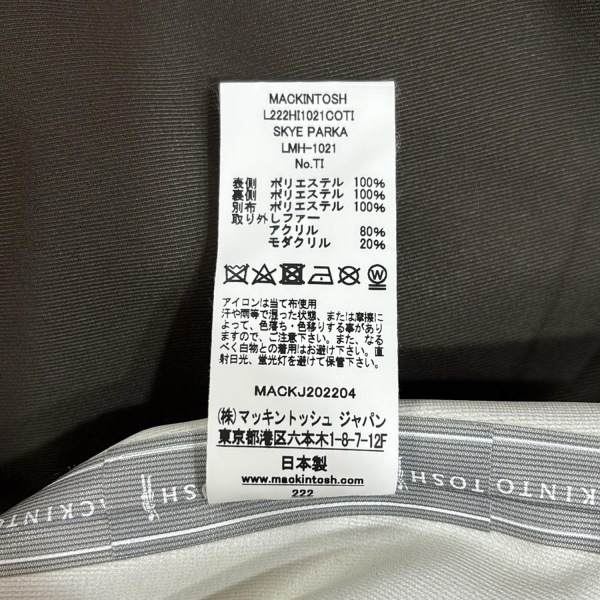 MACKINTOSH
L222HI1021COTI
SKYE PARKA
LMH-1021
No.TI
表側 ポリエステル 100%
裏側 ポリエステル 100%
別布 ポリエステル 100%
取り外しファー
アクリル 80%
モダクリル 20%
W
アイロンは当て布使用
汗や雨等で湿った状態、または摩擦に
よって、色落ち・色移りする事があり
ますので、ご注意下さい。また、なる
べく白物との着用はお避け下さい。直
射日光、蛍光灯を避けて保管下さい。
MACKJ202204
(株)マッキントッシュ ジャパン
東京都港区六本木1-8-7-12F
日本製
www.mackintosh.com
222
CKINTO TOSH CKINTO TOSH CKINTO